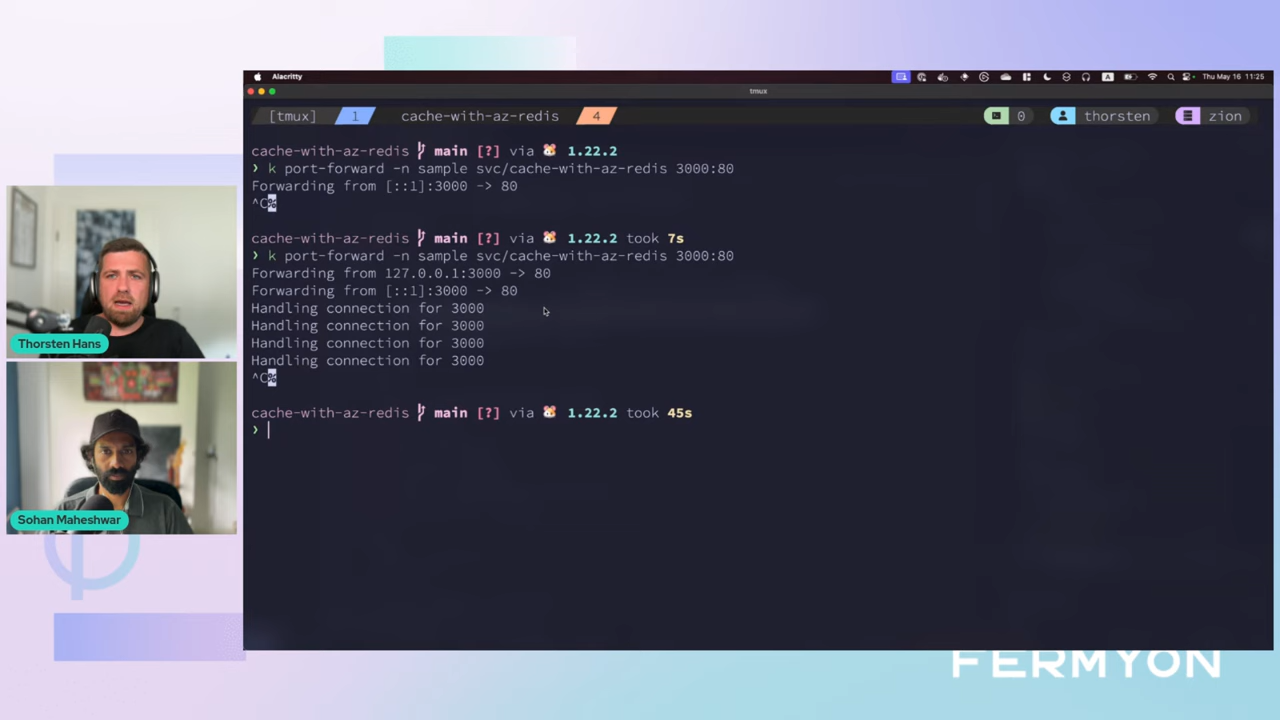 Alacritty
Thu May 16 11:25
tmux
[tmux] 1 cache-with-az-redis 4 0 thorsten zion
cache-with-az-redis main [?] via 🐹 1.22.2
❯ k port-forward -n sample svc/cache-with-az-redis 3000:80
Forwarding from [::1]:3000 -> 80
^C%
cache-with-az-redis main [?] via 🐹 1.22.2 took 7s
❯ k port-forward -n sample svc/cache-with-az-redis 3000:80
Forwarding from 127.0.0.1:3000 -> 80
Forwarding from [::1]:3000 -> 80
Handling connection for 3000
Handling connection for 3000
Handling connection for 3000
Handling connection for 3000
^C%
cache-with-az-redis main [?] via 🐹 1.22.2 took 45s
❯
Thorsten Hans
Sohan Maheshwar
FERMYON